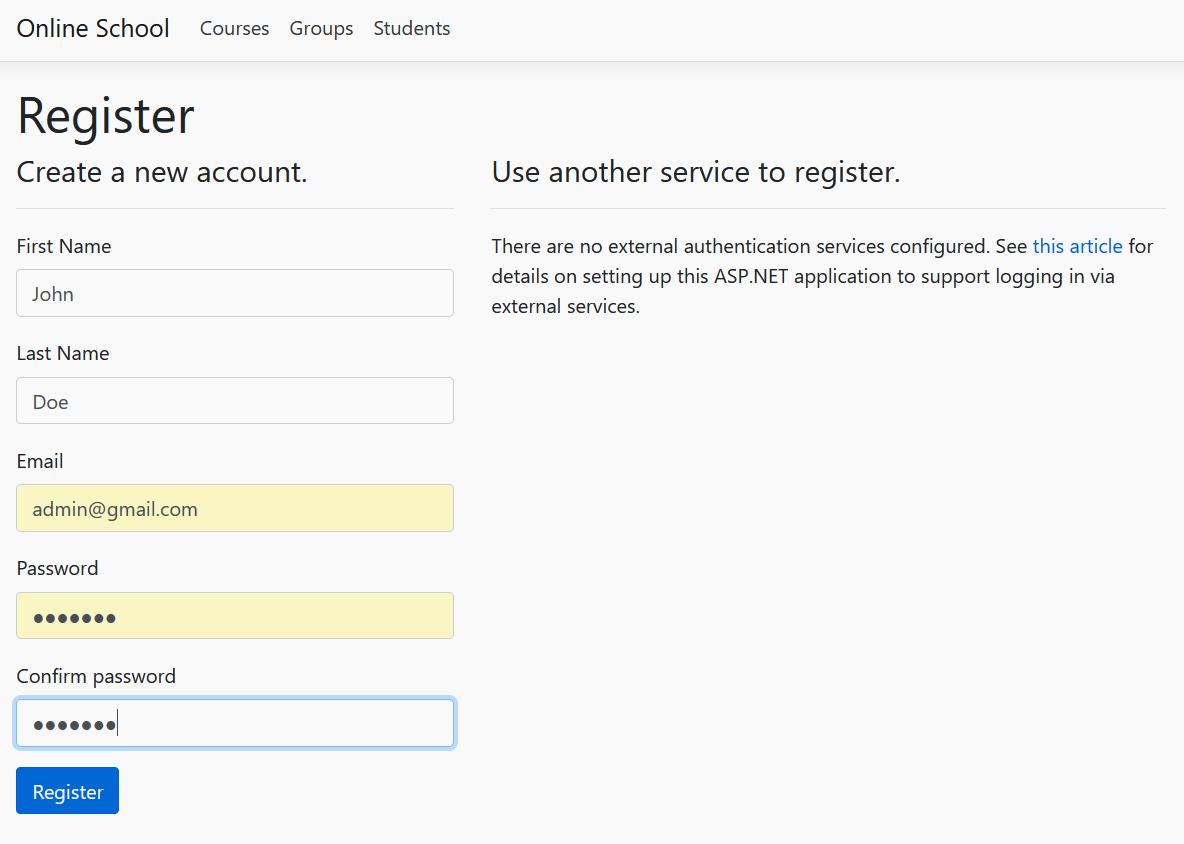 Online School Courses Groups Students
Register
Create a new account.
First Name
John
Last Name
Doe
Email
admin@gmail.com
Password
●●●●●●●
Confirm password
●●●●●●●
Register
Use another service to register.
There are no external authentication services configured. See this article for
details on setting up this ASP.NET application to support logging in via
external services.